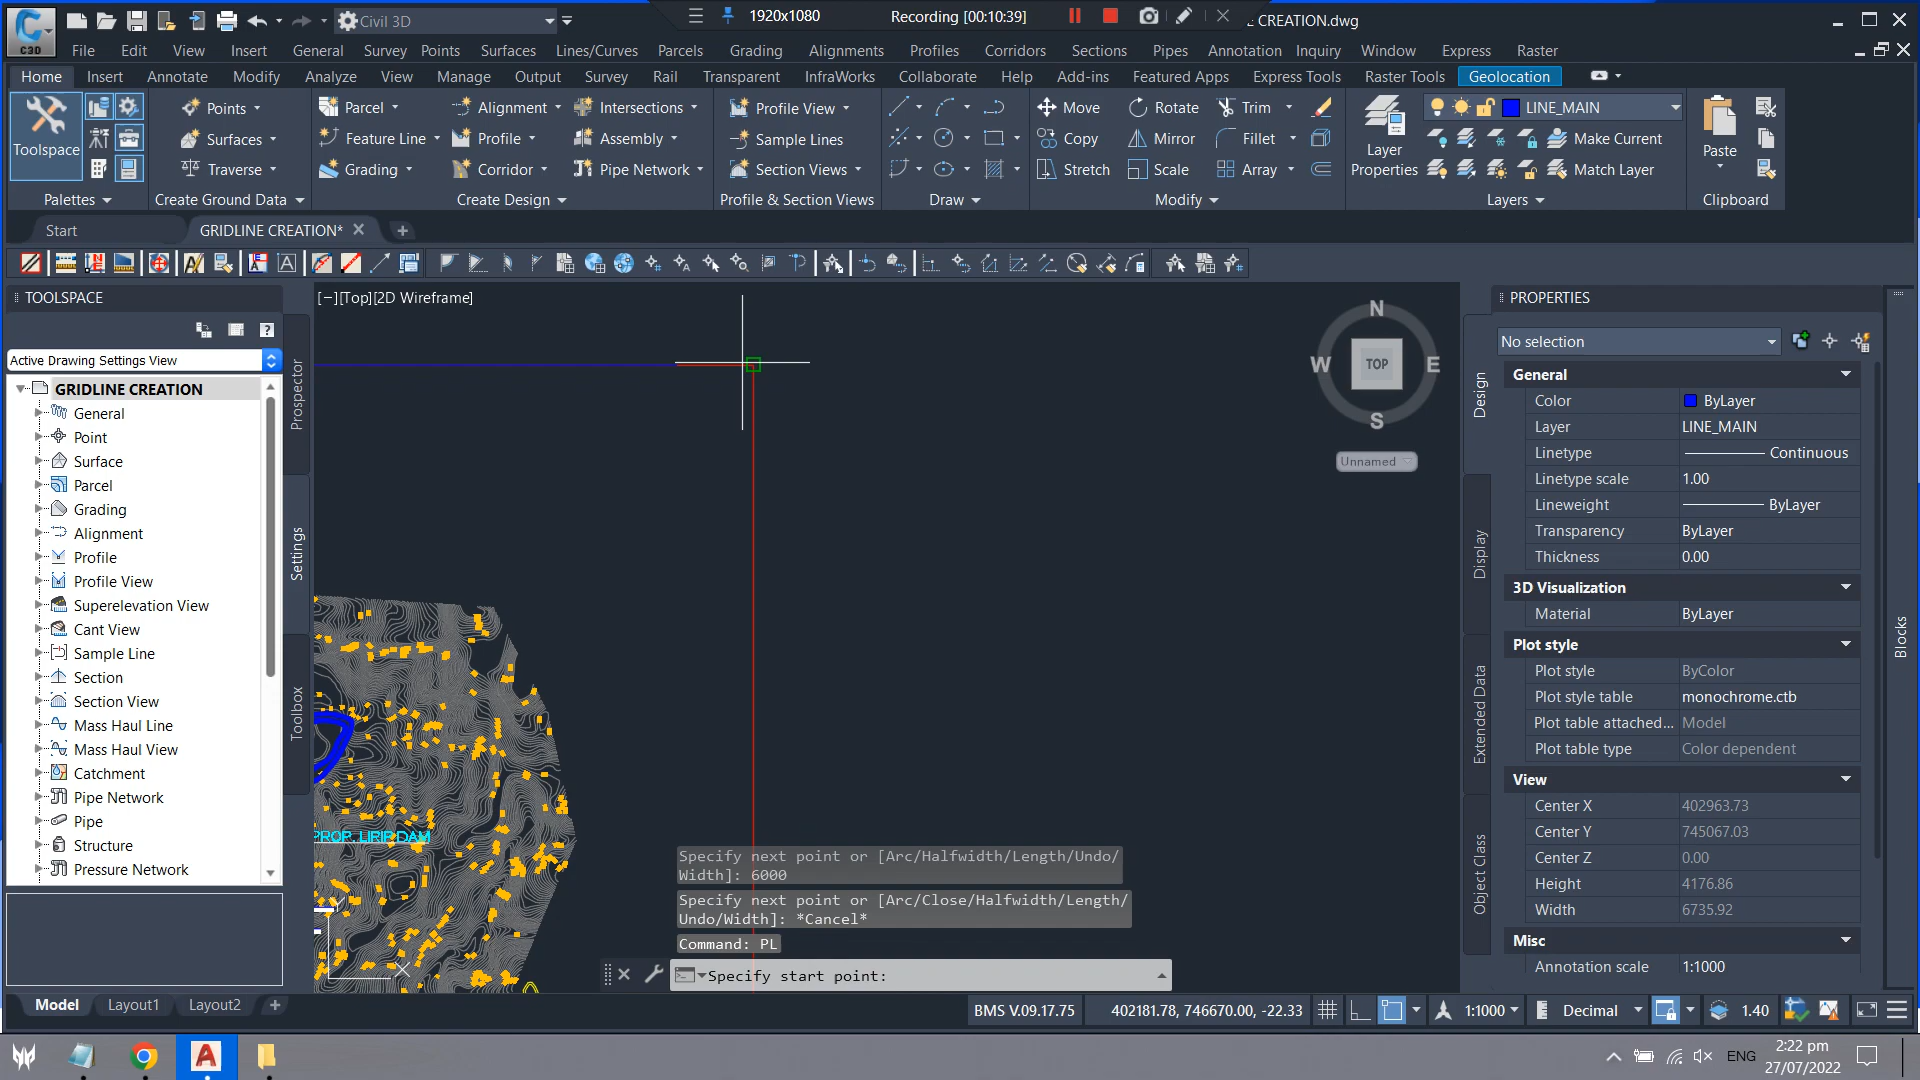 C3D
Civil 3D
1920x1080
Recording [00:10:39]
E CREATION.dwg
File Edit View Insert General Survey Points Surfaces Lines/Curves Parcels Grading Alignments Profiles Corridors Sections Pipes Annotation Inquiry Window Express Raster
Home Insert Annotate Modify Analyze View Manage Output Survey Rail Transparent InfraWorks Collaborate Help Add-ins Featured Apps Express Tools Raster Tools Geolocation
Points Parcel Alignment Intersections Profile View Move Rotate Trim LINE_MAIN
Surfaces Feature Line Profile Assembly Sample Lines Copy Mirror Fillet Make Current
Toolspace Layer Properties Paste
Traverse Grading Corridor Pipe Network Section Views Stretch Scale Array Match Layer
Palettes Create Ground Data Create Design Profile & Section Views Draw Modify Layers Clipboard
Start GRIDLINE CREATION*
TOOLSPACE
[−][Top][2D Wireframe]
PROPERTIES
Active Drawing Settings View
GRIDLINE CREATION
General
Point
Surface
Parcel
Grading
Alignment
Profile
Profile View
Superelevation View
Cant View
Sample Line
Section
Section View
Mass Haul Line
Mass Haul View
Catchment
Pipe Network
Pipe
Structure
Pressure Network
Prospector
Settings
Toolbox
N
W TOP E
S
Unnamed
PROP. LIRIP DAM
Specify next point or [Arc/Halfwidth/Length/Undo/
Width]: 6000
Specify next point or [Arc/Close/Halfwidth/Length/
Undo/Width]: *Cancel*
Command: PL
Specify start point:
Design
Display
Extended Data
Object Class
No selection
General
Color ByLayer
Layer LINE_MAIN
Linetype Continuous
Linetype scale 1.00
Lineweight ByLayer
Transparency ByLayer
Thickness 0.00
3D Visualization
Material ByLayer
Plot style
Plot style ByColor
Plot style table monochrome.ctb
Plot table attached... Model
Plot table type Color dependent
View
Center X 402963.73
Center Y 745067.03
Center Z 0.00
Height 4176.86
Width 6735.92
Misc
Annotation scale 1:1000
Blocks
Model Layout1 Layout2
BMS V.09.17.75 402181.78, 746670.00, -22.33 1:1000 Decimal 1.40
ENG
2:22 pm
27/07/2022